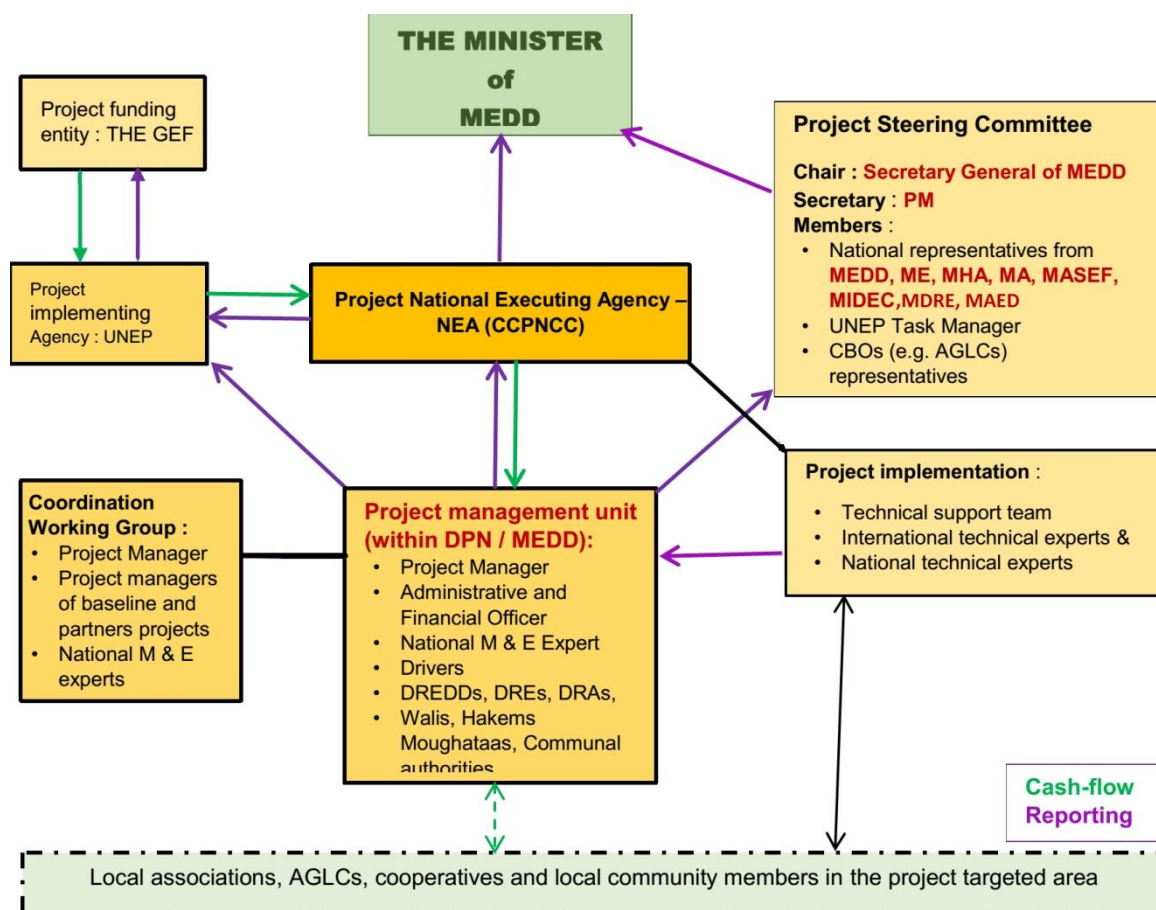 THE MINISTER
of
MEDD
Project funding
entity : THE GEF
Project Steering Committee
Chair : Secretary General of MEDD
Secretary : PM
Members :
• National representatives from
MEDD, ME, MHA, MA, MASEF,
MIDEC,MDRE, MAED
• UNEP Task Manager
• CBOs (e.g. AGLCs)
representatives
Project
implementing
Agency : UNEP
Project National Executing Agency –
NEA (CCPNCC)
Coordination
Working Group :
• Project Manager
• Project managers
of baseline and
partners projects
• National M & E
experts
Project management unit
(within DPN / MEDD):
• Project Manager
• Administrative and
Financial Officer
• National M & E Expert
• Drivers
• DREDDs, DREs, DRAs,
• Walis, Hakems
Moughataas, Communal
authorities
Project implementation :
• Technical support team
• International technical experts &
• National technical experts
Cash-flow
Reporting
Local associations, AGLCs, cooperatives and local community members in the project targeted area